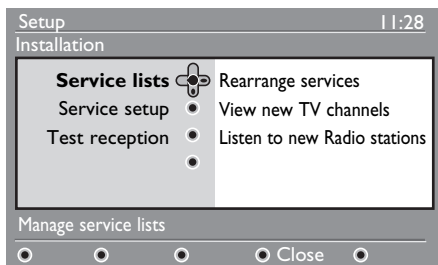 Setup 11:28
Installation
Service lists Rearrange services
Service setup View new TV channels
Test reception Listen to new Radio stations
Manage service lists
Close